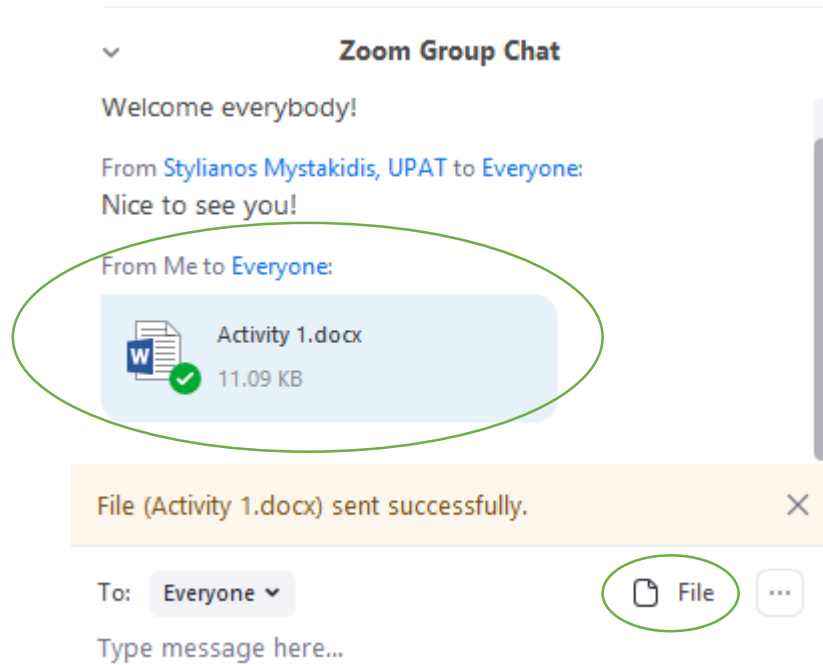 Zoom Group Chat
Welcome everybody!
From Stylianos Mystakidis, UPAT to Everyone:
Nice to see you!
From Me to Everyone:
W
Activity 1.docx
11.09 KB
File (Activity 1.docx) sent successfully.
To: Everyone File ...
Type message here...